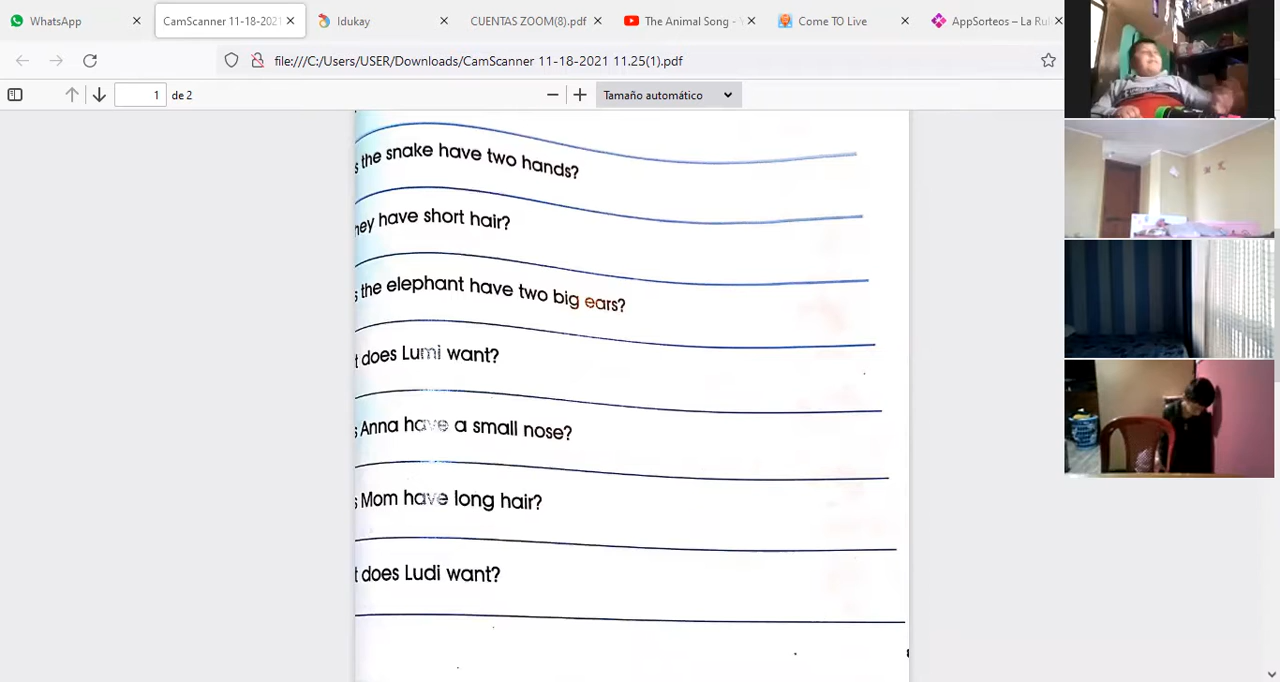 WhatsApp
CamScanner 11-18-2021
Idukay
CUENTAS ZOOM(8).pdf
The Animal Song -
Come TO Live
AppSorteos – La Rul
file:///C:/Users/USER/Downloads/CamScanner 11-18-2021 11.25(1).pdf
1 de 2
Tamaño automático
s the snake have two hands?
hey have short hair?
s the elephant have two big ears?
t does Lumi want?
s Anna have a small nose?
s Mom have long hair?
t does Ludi want?